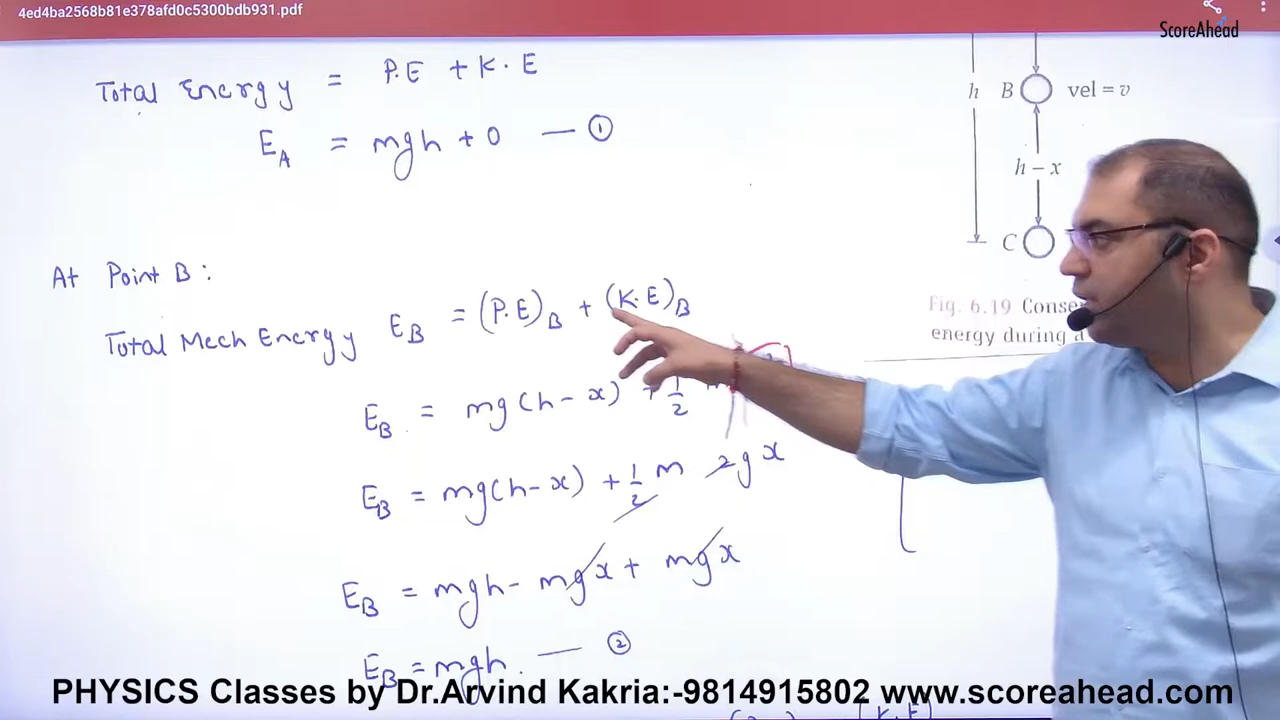 4ed4ba2568b81e378afd0c5300bdb931.pdf
ScoreAhead
Total Energy = P.E + K.E
E_A = mgh + 0 — ①
h B vel = v
h – x
C
At Point B :
Total Mech Energy E_B = (P.E)_B + (K.E)_B
Fig. 6.19 Conse
energy during a
E_B = mg(h – x) + 1/2 m
E_B = mg(h – x) + 1/2 m 2gx
E_B = mgh – mgx + mgx
E_B = mgh. — ②
PHYSICS Classes by Dr.Arvind Kakria:-9814915802 www.scoreahead.com